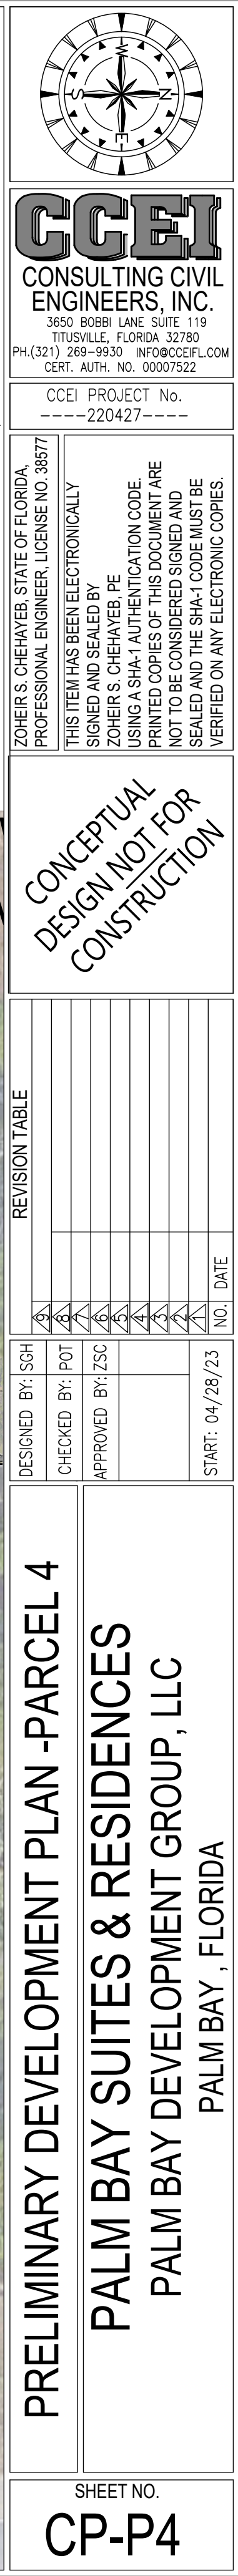 W
S
N
E
CCEI
CONSULTING CIVIL
ENGINEERS, INC.
3650 BOBBI LANE SUITE 119
TITUSVILLE, FLORIDA 32780
PH.(321) 269-9930 INFO@CCEIFL.COM
CERT. AUTH. NO. 00007522
CCEI PROJECT No.
----220427----
ZOHEIR S. CHEHAYEB, STATE OF FLORIDA,
PROFESSIONAL ENGINEER, LICENSE NO. 38577
THIS ITEM HAS BEEN ELECTRONICALLY
SIGNED AND SEALED BY
ZOHEIR S. CHEHAYEB, PE
USING A SHA-1 AUTHENTICATION CODE.
PRINTED COPIES OF THIS DOCUMENT ARE
NOT TO BE CONSIDERED SIGNED AND
SEALED AND THE SHA-1 CODE MUST BE
VERIFIED ON ANY ELECTRONIC COPIES.
CONCEPTUAL
DESIGN NOT FOR
CONSTRUCTION
REVISION TABLE
9
8
7
6
5
4
3
2
1
NO. DATE
DESIGNED BY: SGH
CHECKED BY: POT
APPROVED BY: ZSC
START: 04/28/23
PRELIMINARY DEVELOPMENT PLAN -PARCEL 4
PALM BAY SUITES & RESIDENCES
PALM BAY DEVELOPMENT GROUP, LLC
PALM BAY , FLORIDA
SHEET NO.
CP-P4